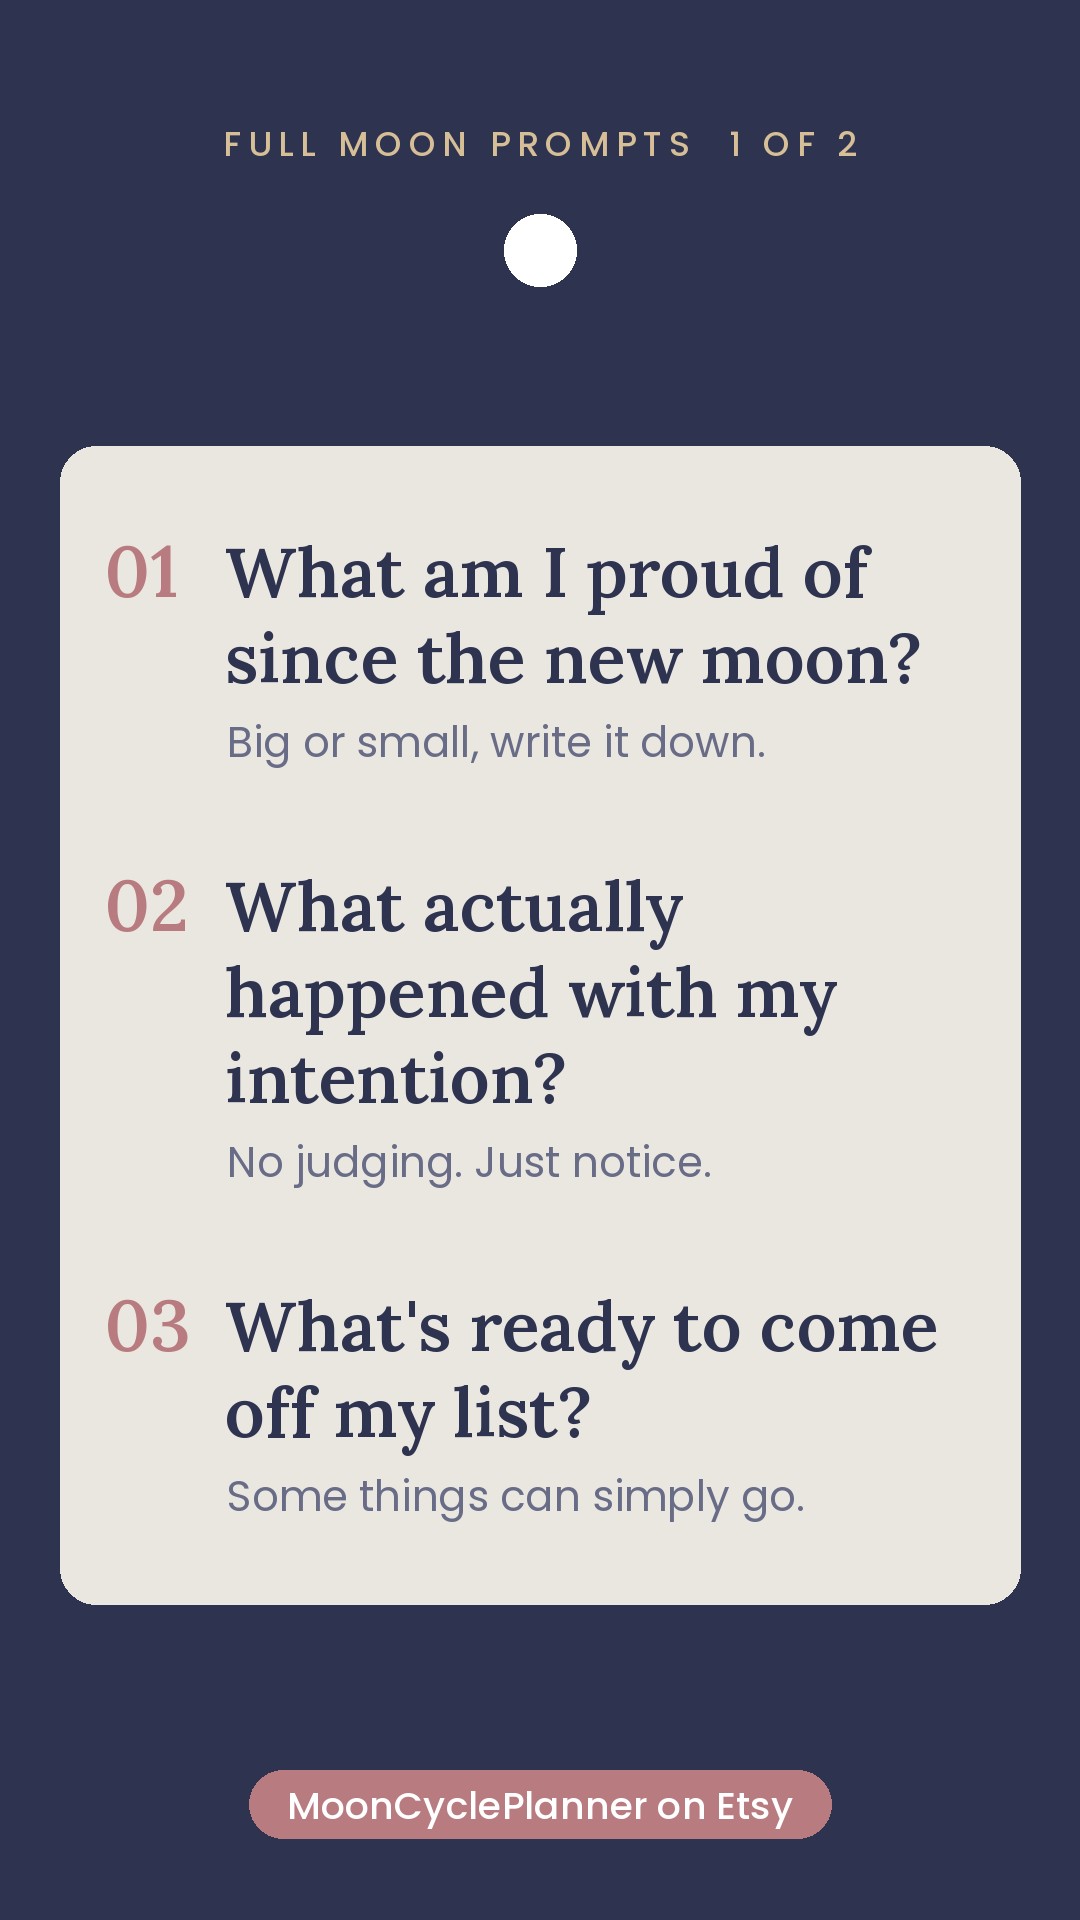 FULL MOON PROMPTS 1 OF 2
01 What am I proud of
since the new moon?
Big or small, write it down.
02 What actually
happened with my
intention?
No judging. Just notice.
03 What's ready to come
off my list?
Some things can simply go.
MoonCyclePlanner on Etsy